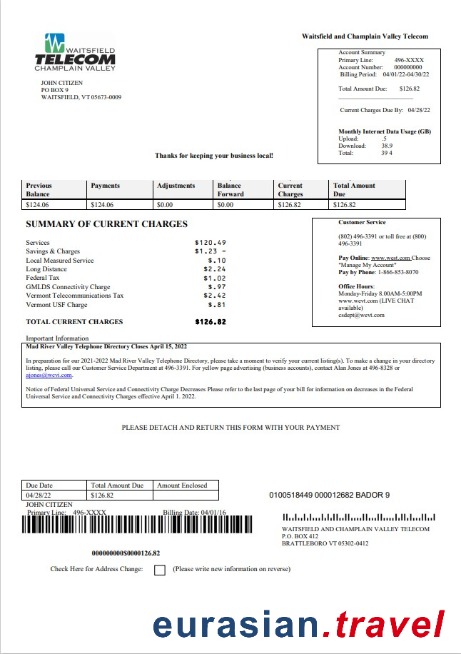 WAITSFIELD
TELECOM
CHAMPLAIN VALLEY
Waitsfield and Champlain Valley Telecom
JOHN CITIZEN
PO BOX 9
WAITSFIELD, VT 05673-0009
Account Summary
Primary Line: 496-XXXX
Account Number: 000000000
Billing Period: 04/01/22-04/30/22
Total Amount Due: $126.82
Current Charges Due By: 04/28/22
Monthly Internet Data Usage (GB)
Upload: .5
Download: 38.9
Total: 39 4
Thanks for keeping your business local!
Previous Balance Payments Adjustments Balance Forward Current Charges Total Amount Due
$124.06 $124.06 $0.00 $0.00 $126.82 $126.82
SUMMARY OF CURRENT CHARGES
Services $120.49
Savings & Charges $1.23 -
Local Measured Service $.10
Long Distance $2.24
Federal Tax $1.02
GMLDS Connectivity Charge $.97
Vermont Telecommunications Tax $2.42
Vermont USF Charge $.81
TOTAL CURRENT CHARGES $126.82
Customer Service
(802) 496-3391 or toll free at (800)
496-3391
Pay Online: www.wcvt.com Choose
"Manage My Account"
Pay by Phone: 1-866-853-8070
Office Hours:
Monday-Friday 8.00AM-5:00PM
www.wcvt.com (LIVE CHAT
available)
csdept@wcvt.com
Important Information
Mad River Valley Telephone Directory Closes April 15, 2022
In preparation for our 2021-2022 Mad River Valley Telephone Directory, please take a moment to verify your current listing(s). To make a change in your directory
listing, please call our Customer Service Department at 496-3391. For yellow page advertising (business accounts), contact Alan Jones at 496-8328 or
ajones@wcvt.com.
Notice of Federal Universal Service and Connectivity Charge Decreases Please refer to the last page of your bill for information on decreases in the Federal
Universal Service and Connectivity Charges effective April 1. 2022.
PLEASE DETACH AND RETURN THIS FORM WITH YOUR PAYMENT
Due Date Total Amount Due Amount Enclosed
04/28/22 $126.82
JOHN CITIZEN
Primary Line: 496-XXXX Billing Date: 04/01/16
0100518449 000012682 BADOR 9
WAITSFIELD AND CHAMPLAIN VALLEY TELECOM
P.O. BOX 412
BRATTLEBORO VT 05302-0412
Check Here for Address Change: (Please write new information on reverse)
eurasian.travel